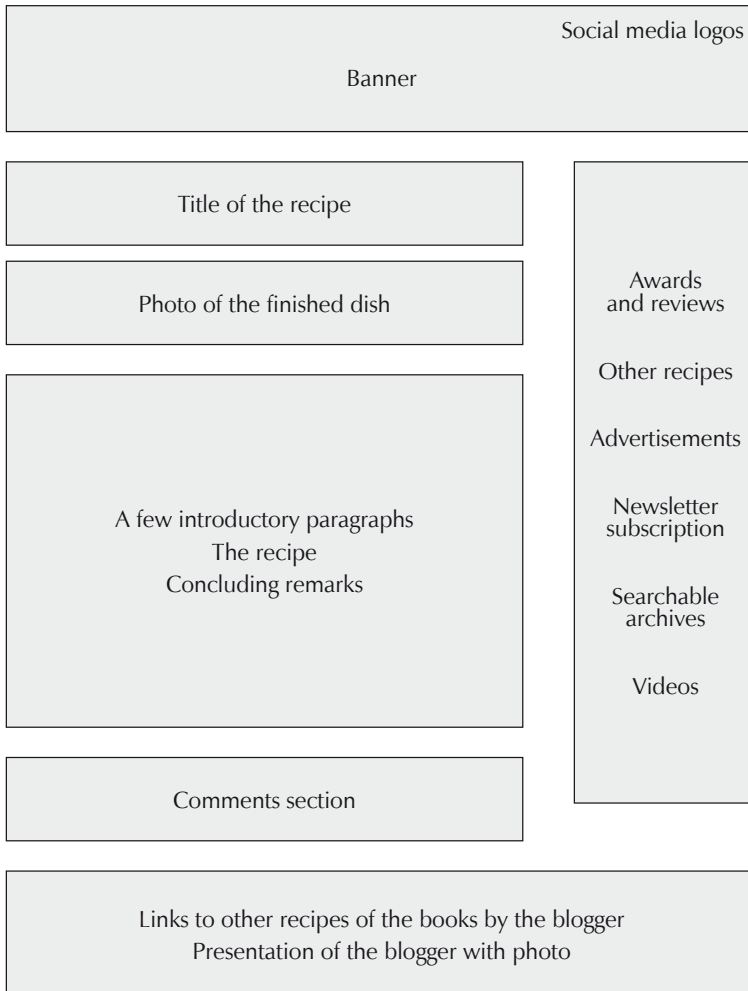 Social media logos
Banner
Title of the recipe
Photo of the finished dish
A few introductory paragraphs
The recipe
Concluding remarks
Comments section
Awards
and reviews
Other recipes
Advertisements
Newsletter
subscription
Searchable
archives
Videos
Links to other recipes of the books by the blogger
Presentation of the blogger with photo